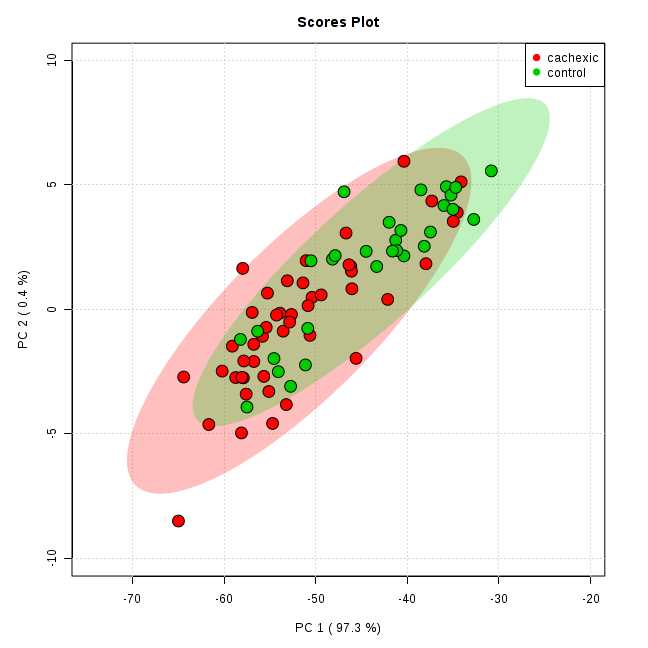 Scores Plot
cachexic
control
10
5
0
-5
-10
PC 2 ( 0.4 %)
-70 -60 -50 -40 -30 -20
PC 1 ( 97.3 %)